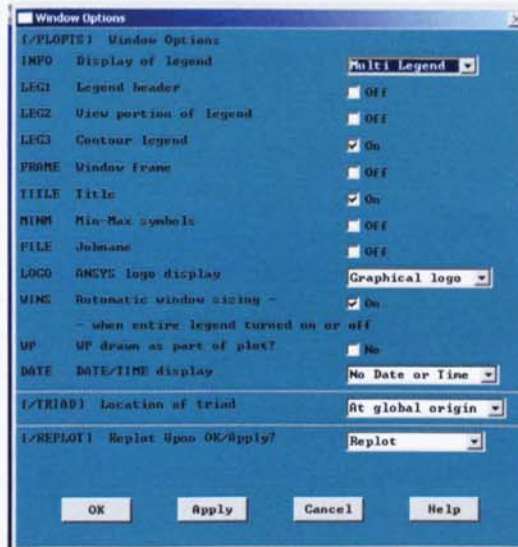 Window Options
[/PLOPTS] Window Options
INFO Display of legend Multi Legend
LEG1 Legend header Off
LEG2 View portion of legend Off
LEG3 Contour legend On
FRAME Window frame Off
TITLE Title On
MINM Min-Max symbols Off
FILE Jobname Off
LOGO ANSYS logo display Graphical logo
WINS Automatic window sizing - On
- when entire legend turned on or off
WP WP drawn as part of plot? No
DATE DATE/TIME display No Date or Time
[/TRIAD] Location of triad At global origin
[/REPLOT] Replot Upon OK/Apply? Replot
OK Apply Cancel Help